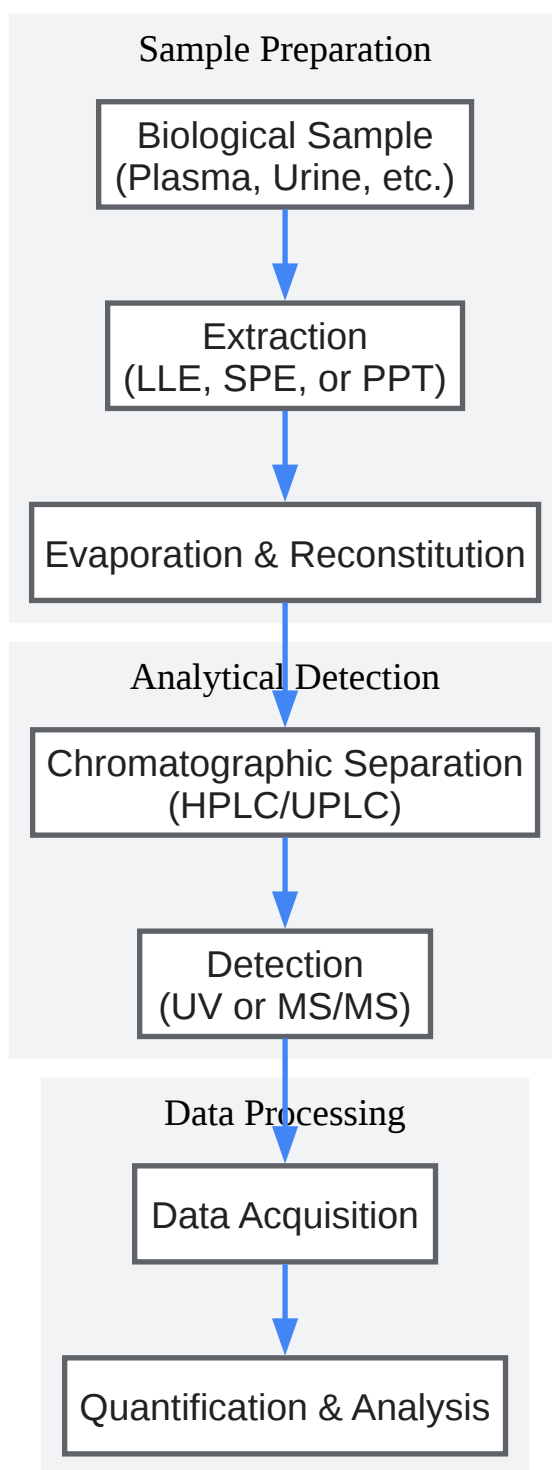 Sample Preparation
Biological Sample
(Plasma, Urine, etc.)
Extraction
(LLE, SPE, or PPT)
Evaporation & Reconstitution
Analytical Detection
Chromatographic Separation
(HPLC/UPLC)
Detection
(UV or MS/MS)
Data Processing
Data Acquisition
Quantification & Analysis